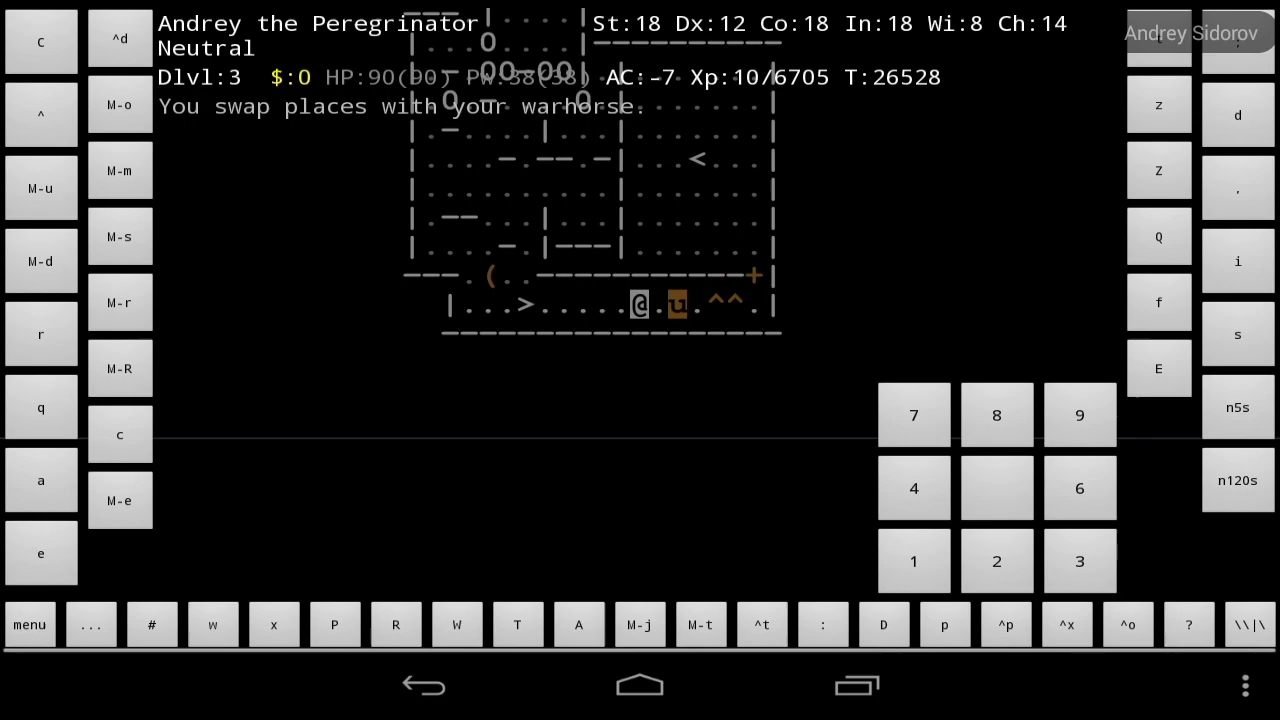 Andrey the Peregrinator St:18 Dx:12 Co:18 In:18 Wi:8 Ch:14
Neutral
Dlvl:3 $:0 HP:90(90) Pw:38(38) AC:-7 Xp:10/6705 T:26528
You swap places with your warhorse.
Andrey Sidorov
c
^
M-u
M-d
r
q
a
e
^d
M-o
M-m
M-s
M-r
M-R
c
M-e
z
Z
Q
f
E
d
,
i
s
n5s
n120s
7 8 9
4 6
1 2 3
menu ... # w x P R W T A M-j M-t ^t : D p ^p ^x ^o ? \\|\